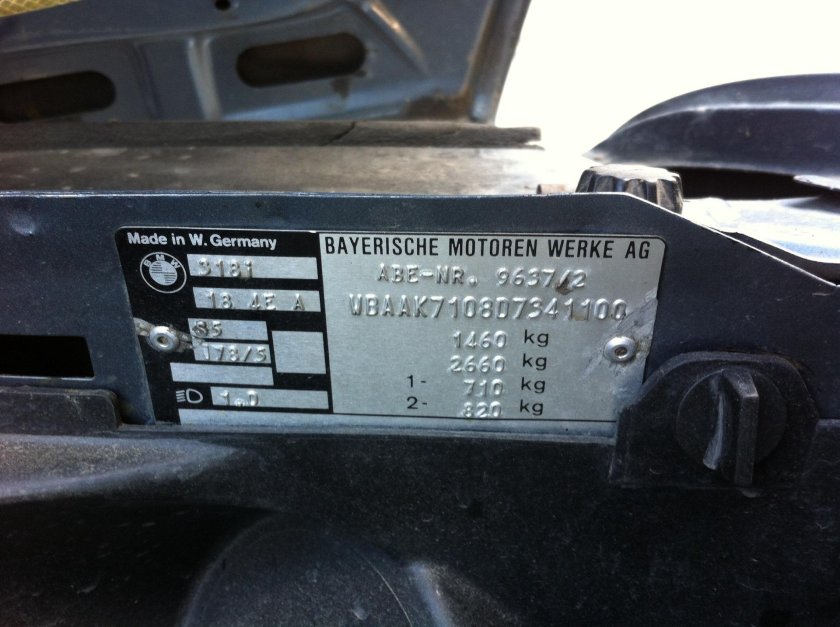 Made in W. Germany
BMW
318i
18 4E A
85
178/5
1.0
BAYERISCHE MOTOREN WERKE AG
ABE-NR. 9637/2
WBAAK7108D7341100
1460 kg
2660 kg
1- 710 kg
2- 820 kg